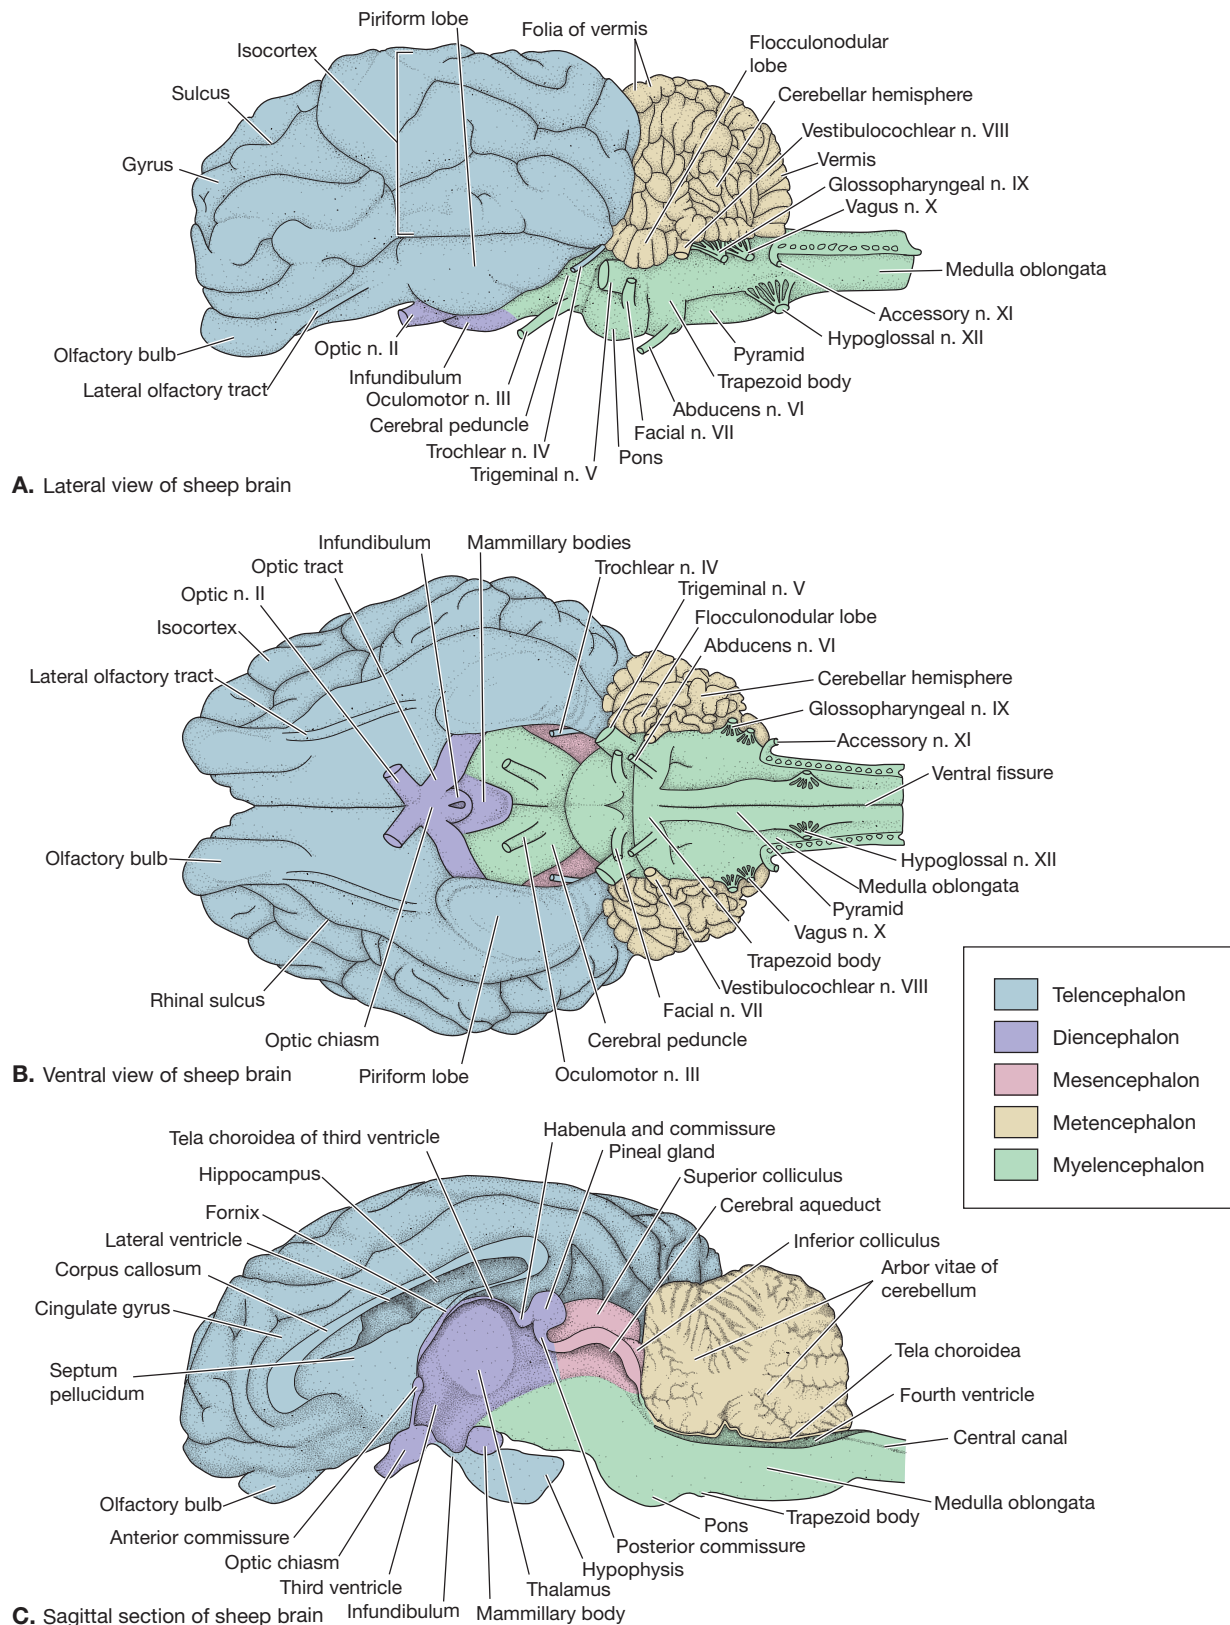 Piriform lobe
Folia of vermis
Isocortex
Flocculonodular
lobe
Sulcus
Cerebellar hemisphere
Vestibulocochlear n. VIII
Gyrus
Vermis
Glossopharyngeal n. IX
Vagus n. X
Medulla oblongata
Accessory n. XI
Hypoglossal n. XII
Olfactory bulb
Optic n. II
Pyramid
Lateral olfactory tract
Infundibulum
Trapezoid body
Oculomotor n. III
Abducens n. VI
Cerebral peduncle
Facial n. VII
Trochlear n. IV
Pons
Trigeminal n. V
A. Lateral view of sheep brain
Infundibulum
Mammillary bodies
Optic tract
Trochlear n. IV
Optic n. II
Trigeminal n. V
Isocortex
Flocculonodular lobe
Abducens n. VI
Lateral olfactory tract
Cerebellar hemisphere
Glossopharyngeal n. IX
Accessory n. XI
Ventral fissure
Olfactory bulb
Hypoglossal n. XII
Medulla oblongata
Pyramid
Vagus n. X
Trapezoid body
Rhinal sulcus
Vestibulocochlear n. VIII
Facial n. VII
Optic chiasm
Cerebral peduncle
Piriform lobe
Oculomotor n. III
B. Ventral view of sheep brain
Telencephalon
Diencephalon
Mesencephalon
Metencephalon
Myelencephalon
Tela choroidea of third ventricle
Habenula and commissure
Pineal gland
Hippocampus
Superior colliculus
Fornix
Cerebral aqueduct
Lateral ventricle
Inferior colliculus
Corpus callosum
Arbor vitae of
cerebellum
Cingulate gyrus
Septum
pellucidum
Tela choroidea
Fourth ventricle
Central canal
Olfactory bulb
Medulla oblongata
Anterior commissure
Trapezoid body
Pons
Optic chiasm
Posterior commissure
Third ventricle
Hypophysis
Thalamus
Infundibulum
Mammillary body
C. Sagittal section of sheep brain